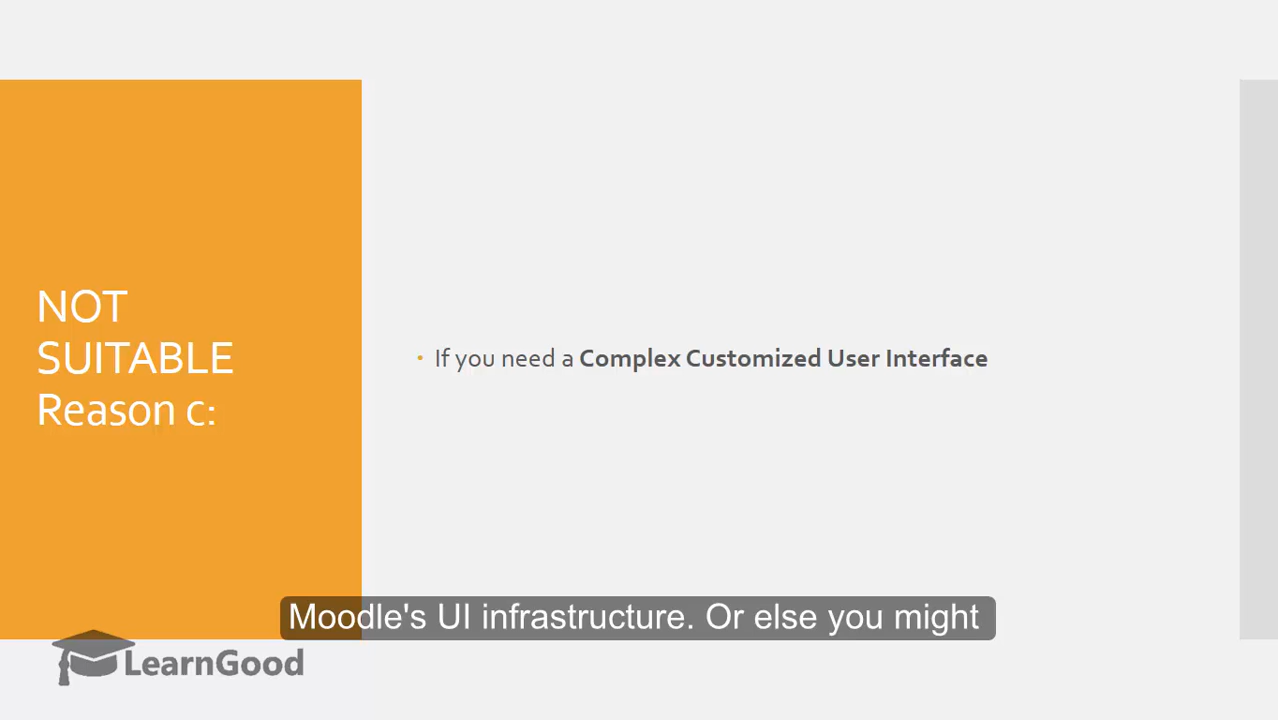 NOT
SUITABLE
Reason c:
• If you need a Complex Customized User Interface
Moodle's UI infrastructure. Or else you might
LearnGood